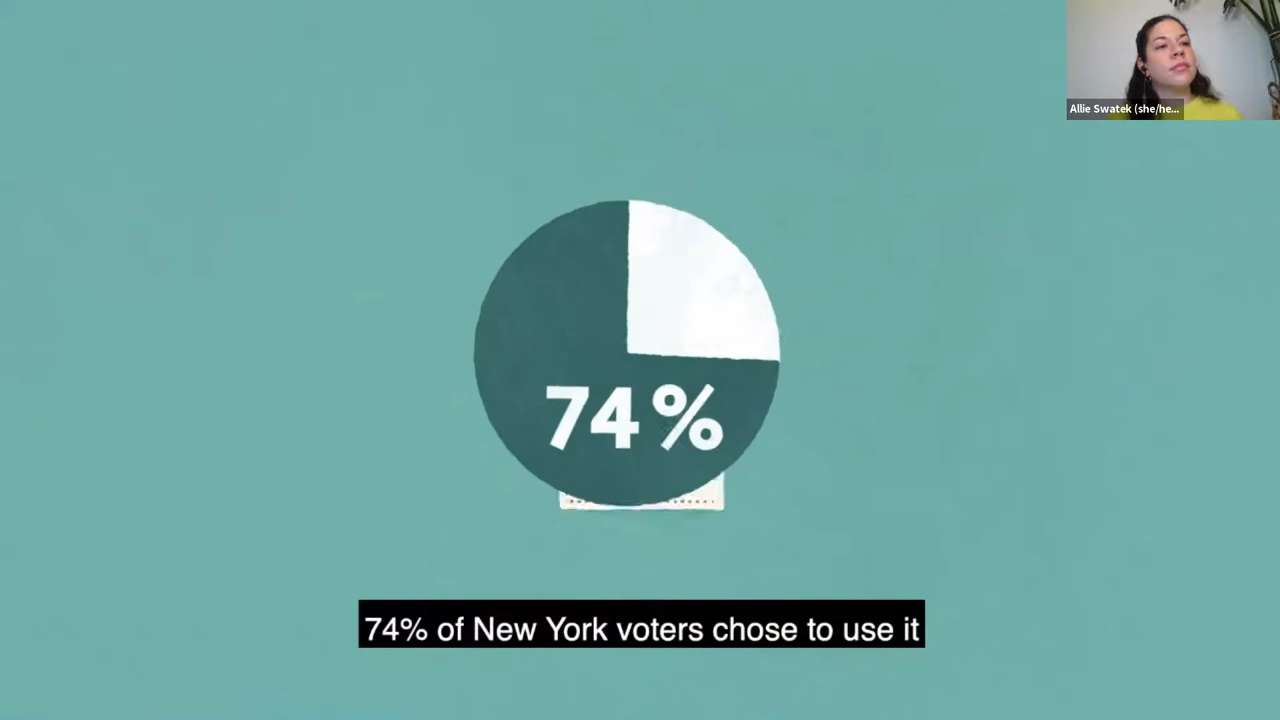 Allie Swatek (she/he...
74%
74% of New York voters chose to use it